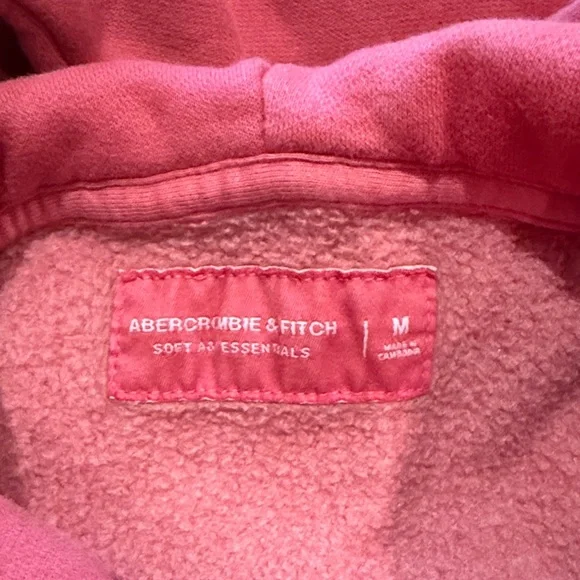 ABERCROMBIE & FITCH
SOFT A&F ESSENTIALS
M
MADE IN
CAMBODIA